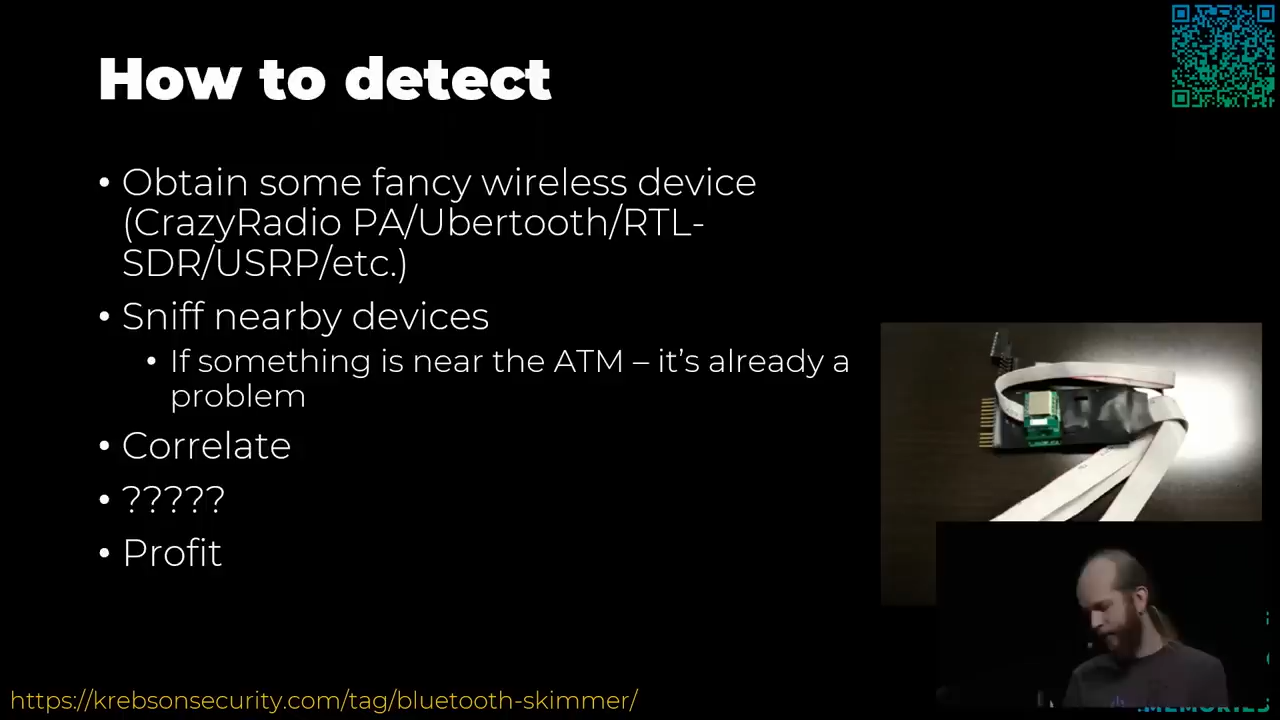 How to detect
• Obtain some fancy wireless device
(CrazyRadio PA/Ubertooth/RTL-
SDR/USRP/etc.)
• Sniff nearby devices
• If something is near the ATM – it's already a
problem
• Correlate
• ?????
• Profit
https://krebsonsecurity.com/tag/bluetooth-skimmer/